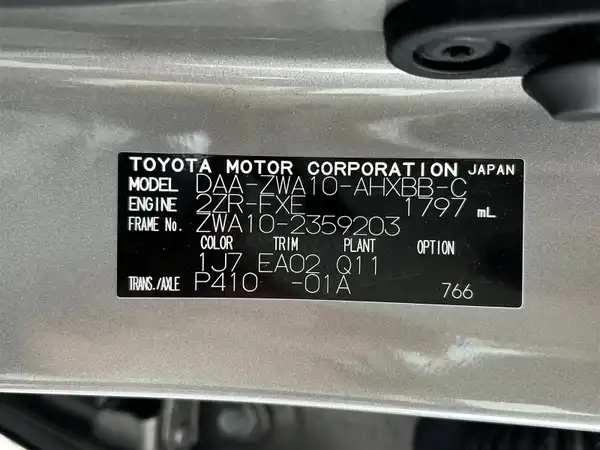 TOYOTA MOTOR CORPORATION JAPAN
MODEL DAA-ZWA10-AHXBB-C
ENGINE 2ZR-FXE 1797 mL
FRAME No. ZWA10-2359203
COLOR TRIM PLANT OPTION
1J7 EA02 Q11
TRANS./AXLE P410 -01A 766